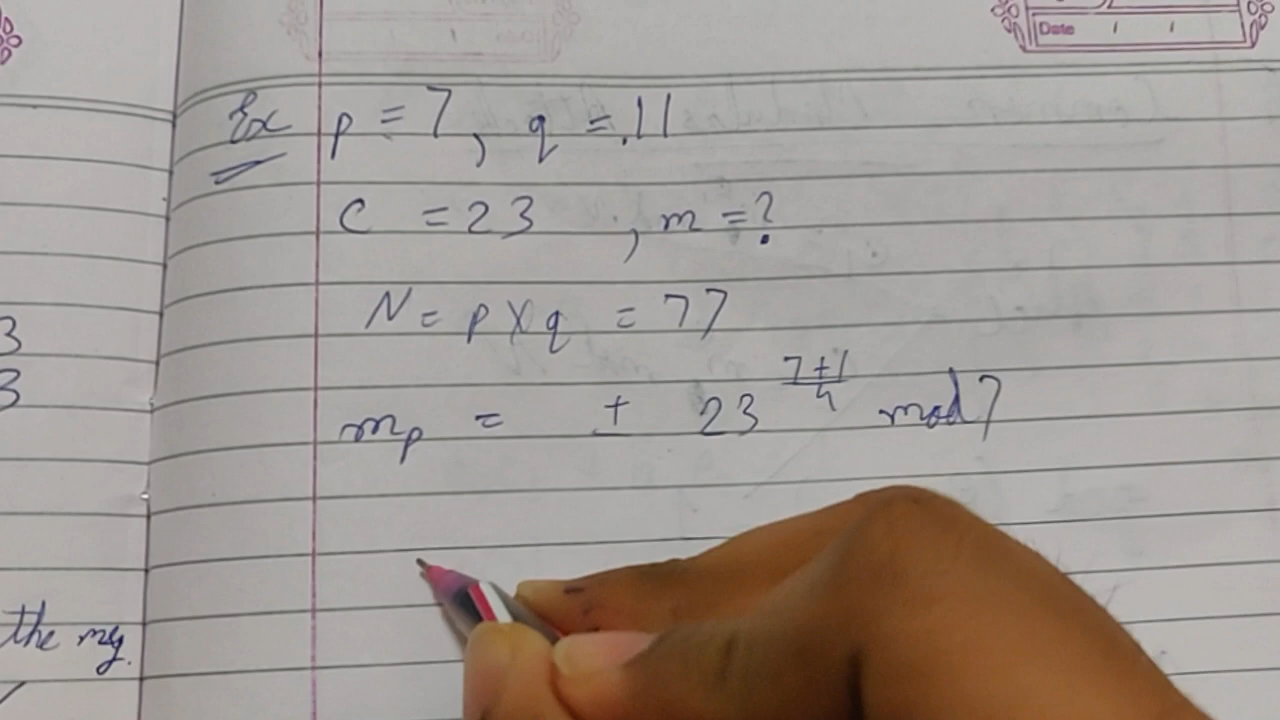 Date
Ex p = 7, q = 11
C = 23 , m = ?
N = p X q = 77
mp = ± 23 7+1/4 mod 7
3
3
the msg.